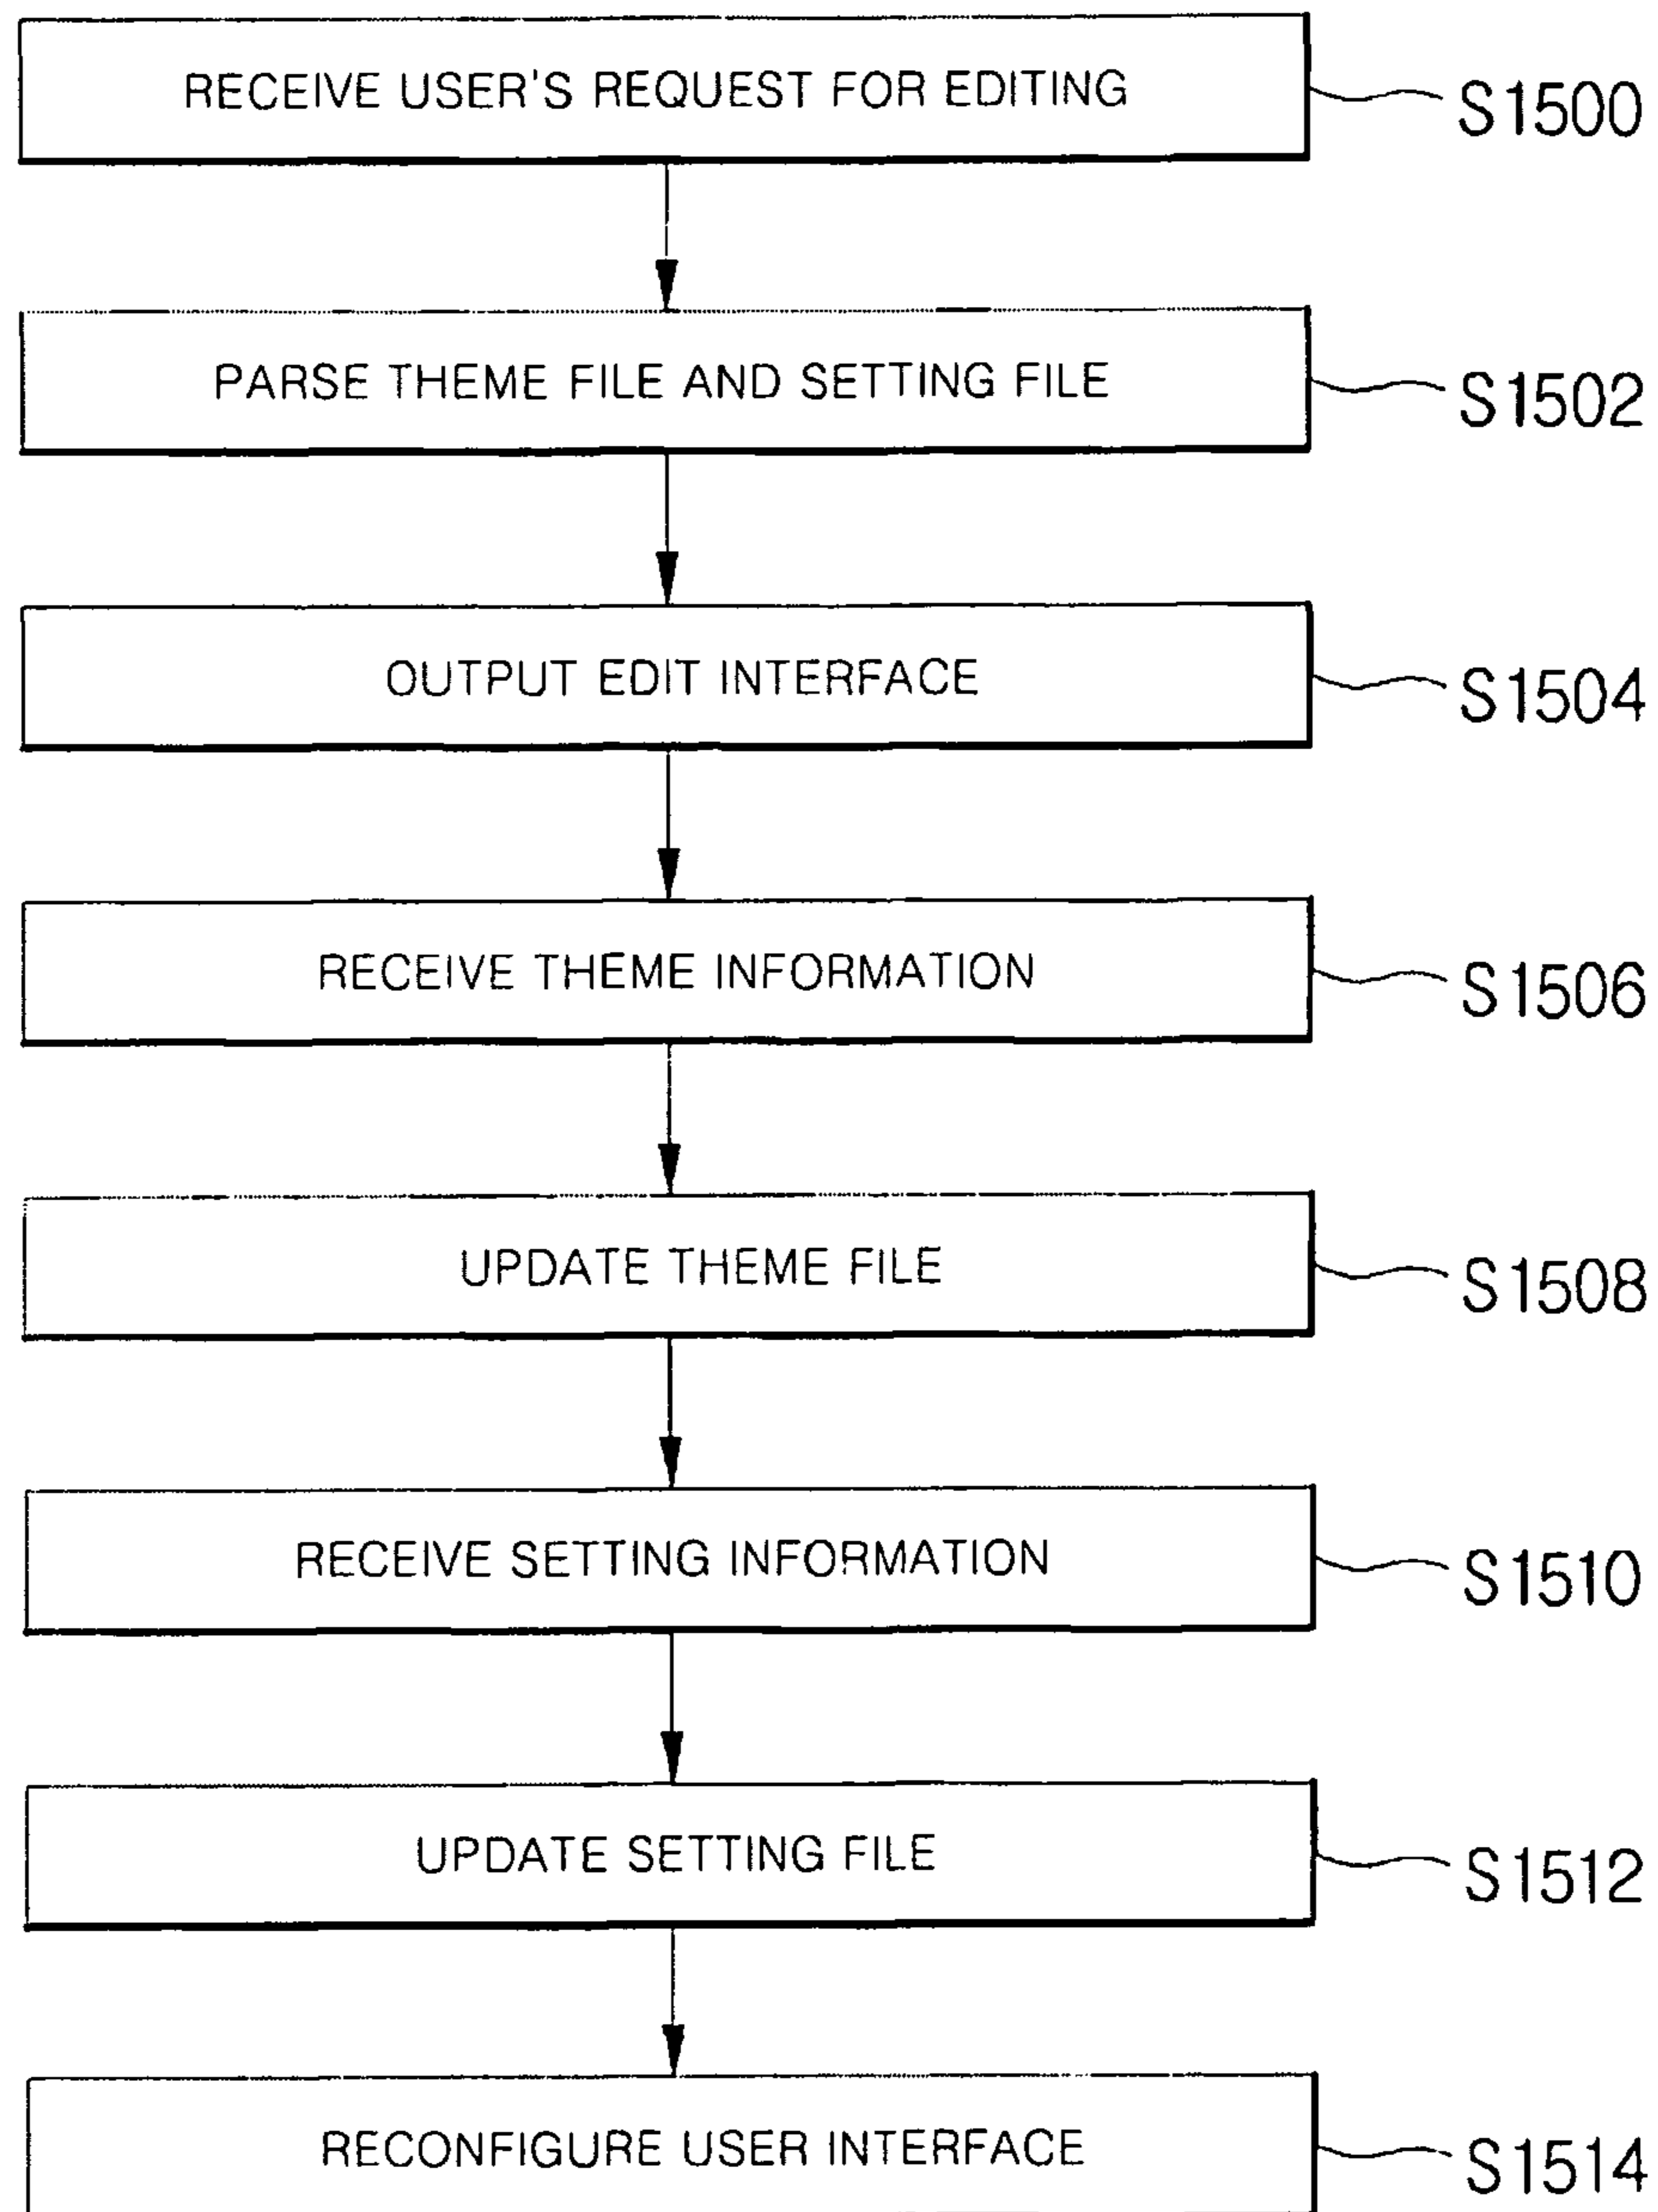 RECEIVE USER'S REQUEST FOR EDITING
S1500
PARSE THEME FILE AND SETTING FILE
S1502
OUTPUT EDIT INTERFACE
S1504
RECEIVE THEME INFORMATION
S1506
UPDATE THEME FILE
S1508
RECEIVE SETTING INFORMATION
S1510
UPDATE SETTING FILE
S1512
RECONFIGURE USER INTERFACE
S1514